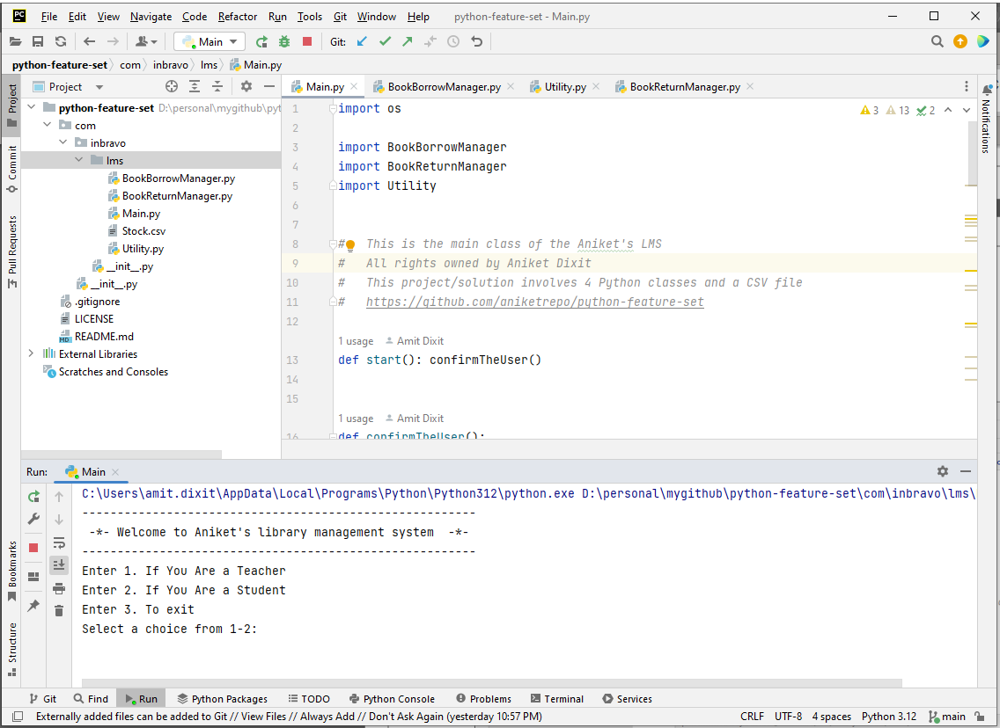 PC File Edit View Navigate Code Refactor Run Tools Git Window Help python-feature-set - Main.py
Main Git:
python-feature-set com inbravo lms Main.py
Project
Main.py BookBorrowManager.py Utility.py BookReturnManager.py
Project
Commit
Pull Requests
python-feature-set D:\personal\mygithub\pyt
com
inbravo
lms
BookBorrowManager.py
BookReturnManager.py
Main.py
Stock.csv
Utility.py
__init__.py
__init__.py
.gitignore
LICENSE
MD README.md
External Libraries
Scratches and Consoles
1 import os
3 13 2
2
3 import BookBorrowManager
4 import BookReturnManager
5 import Utility
6
7
8 # This is the main class of the Aniket's LMS
9 # All rights owned by Aniket Dixit
10 # This project/solution involves 4 Python classes and a CSV file
11 # https://github.com/aniketrepo/python-feature-set
12
1 usage Amit Dixit
13 def start(): confirmTheUser()
14
15
1 usage Amit Dixit
16 def confirmTheUser():
Notifications
Run: Main
C:\Users\amit.dixit\AppData\Local\Programs\Python\Python312\python.exe D:\personal\mygithub\python-feature-set\com\inbravo\lms\
--------------------------------------------------------
-*- Welcome to Aniket's library management system -*-
--------------------------------------------------------
Enter 1. If You Are a Teacher
Enter 2. If You Are a Student
Enter 3. To exit
Select a choice from 1-2:
Bookmarks
Structure
Git Find Run Python Packages TODO Python Console Problems Terminal Services
Externally added files can be added to Git // View Files // Always Add // Don't Ask Again (yesterday 10:57 PM) CRLF UTF-8 4 spaces Python 3.12 main